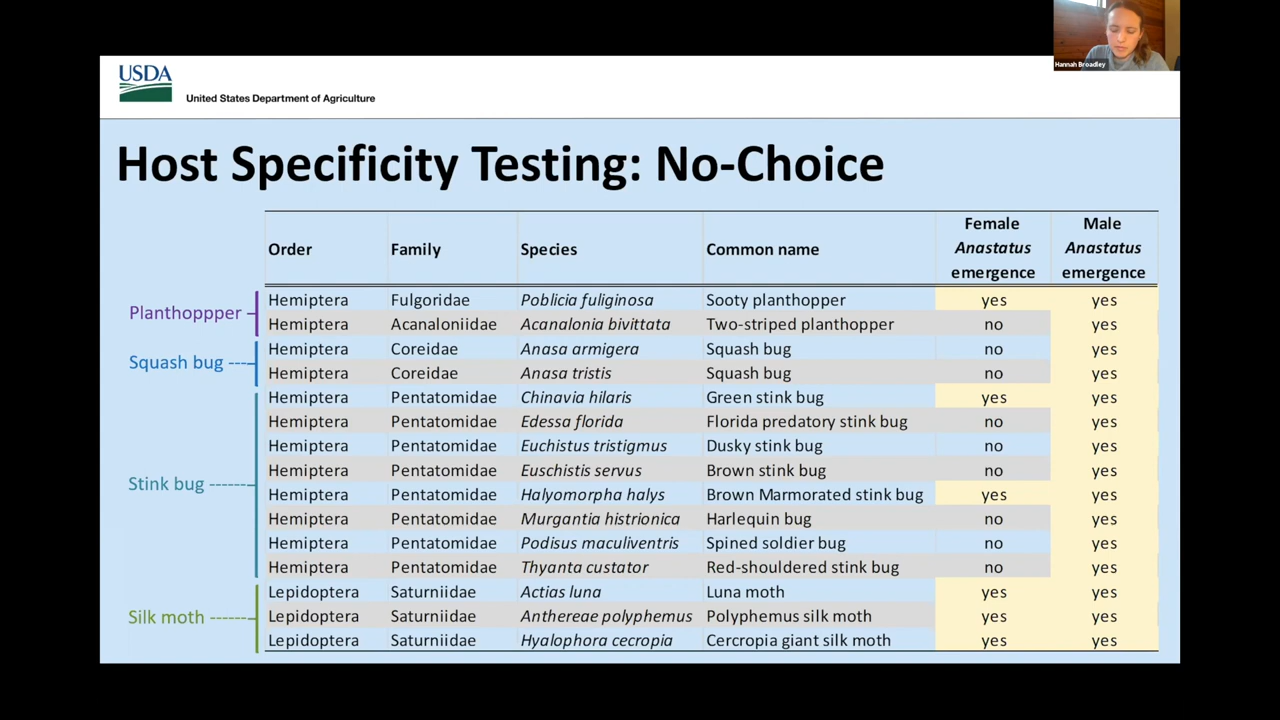 Hannah Broadley
USDA
United States Department of Agriculture
Host Specificity Testing: No-Choice
Order Family Species Common name Female Anastatus emergence Male Anastatus emergence
Planthoppper
Hemiptera Fulgoridae Poblicia fuliginosa Sooty planthopper yes yes
Hemiptera Acanaloniidae Acanalonia bivittata Two-striped planthopper no yes
Squash bug
Hemiptera Coreidae Anasa armigera Squash bug no yes
Hemiptera Coreidae Anasa tristis Squash bug no yes
Stink bug
Hemiptera Pentatomidae Chinavia hilaris Green stink bug yes yes
Hemiptera Pentatomidae Edessa florida Florida predatory stink bug no yes
Hemiptera Pentatomidae Euchistus tristigmus Dusky stink bug no yes
Hemiptera Pentatomidae Euschistis servus Brown stink bug no yes
Hemiptera Pentatomidae Halyomorpha halys Brown Marmorated stink bug yes yes
Hemiptera Pentatomidae Murgantia histrionica Harlequin bug no yes
Hemiptera Pentatomidae Podisus maculiventris Spined soldier bug no yes
Hemiptera Pentatomidae Thyanta custator Red-shouldered stink bug no yes
Silk moth
Lepidoptera Saturniidae Actias luna Luna moth yes yes
Lepidoptera Saturniidae Anthereae polyphemus Polyphemus silk moth yes yes
Lepidoptera Saturniidae Hyalophora cecropia Cercropia giant silk moth yes yes